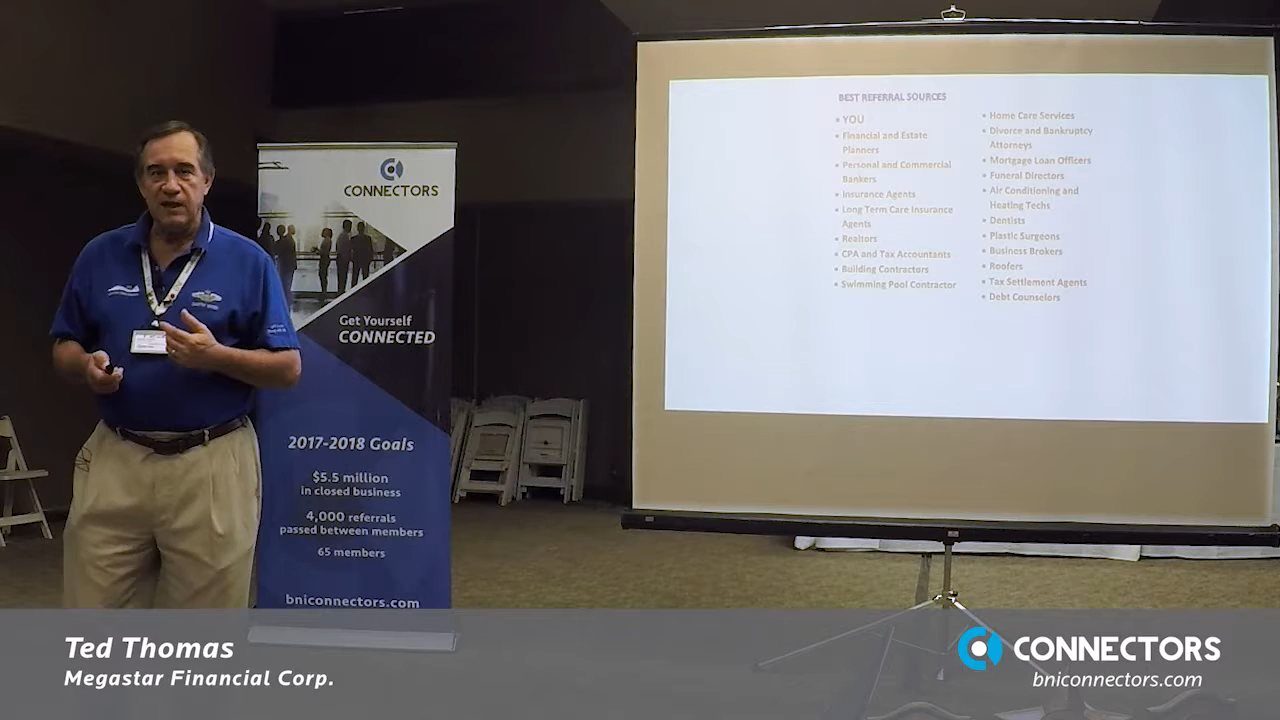 CONNECTORS
Get Yourself
CONNECTED
2017-2018 Goals
$5.5 million
in closed business
4,000 referrals
passed between members
65 members
bniconnectors.com
BEST REFERRAL SOURCES
• YOU
• Financial and Estate
Planners
• Personal and Commercial
Bankers
• Insurance Agents
• Long Term Care Insurance
Agents
• Realtors
• CPA and Tax Accountants
• Building Contractors
• Swimming Pool Contractor
• Home Care Services
• Divorce and Bankruptcy
Attorneys
• Mortgage Loan Officers
• Funeral Directors
• Air Conditioning and
Heating Techs
• Dentists
• Plastic Surgeons
• Business Brokers
• Roofers
• Tax Settlement Agents
• Debt Counselors
Ted Thomas
Megastar Financial Corp.
CONNECTORS
bniconnectors.com